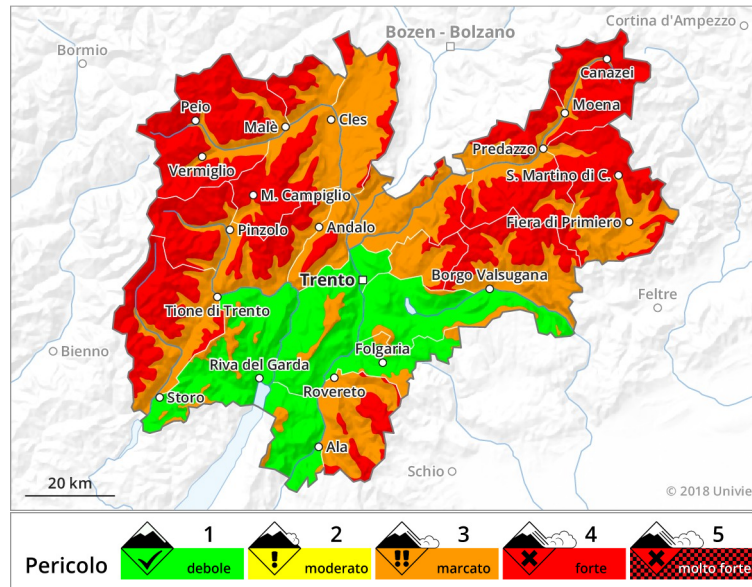 Cortina d'Ampezzo
Bozen - Bolzano
Bormio
Canazei
Peio
Moena
Malè
Cles
Predazzo
Vermiglio
S. Martino di C.
M. Campiglio
Pinzolo
Andalo
Fiera di Primiero
Trento
Borgo Valsugana
Feltre
Tione di Trento
Bienno
Folgaria
Riva del Garda
Rovereto
Storo
Ala
Schio
20 km
© 2018 Univie
Pericolo
1
debole
2
!
moderato
3
!!
marcato
4
forte
5
molto forte